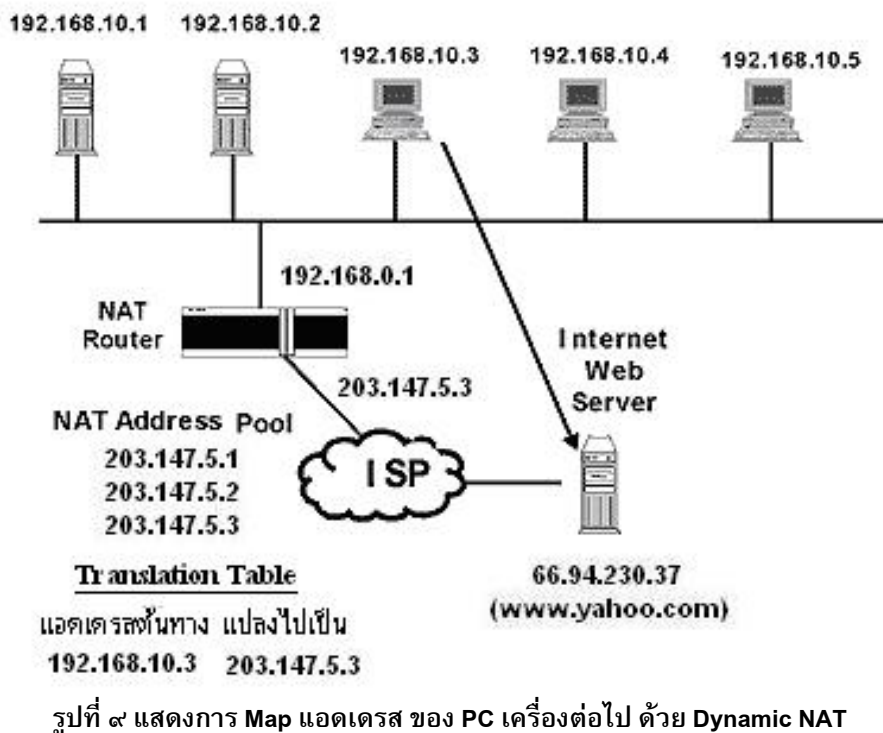 192.168.10.1 192.168.10.2
192.168.10.3 192.168.10.4 192.168.10.5
192.168.0.1
NAT
Router
203.147.5.3
Internet
Web
Server
NAT Address Pool
203.147.5.1
203.147.5.2
203.147.5.3
ISP
66.94.230.37
(www.yahoo.com)
Translation Table
แอดเดรสต้นทาง แปลงไปเป็น
192.168.10.3 203.147.5.3
รูปที่ ๙ แสดงการ Map แอดเดรส ของ PC เครื่องต่อไป ด้วย Dynamic NAT